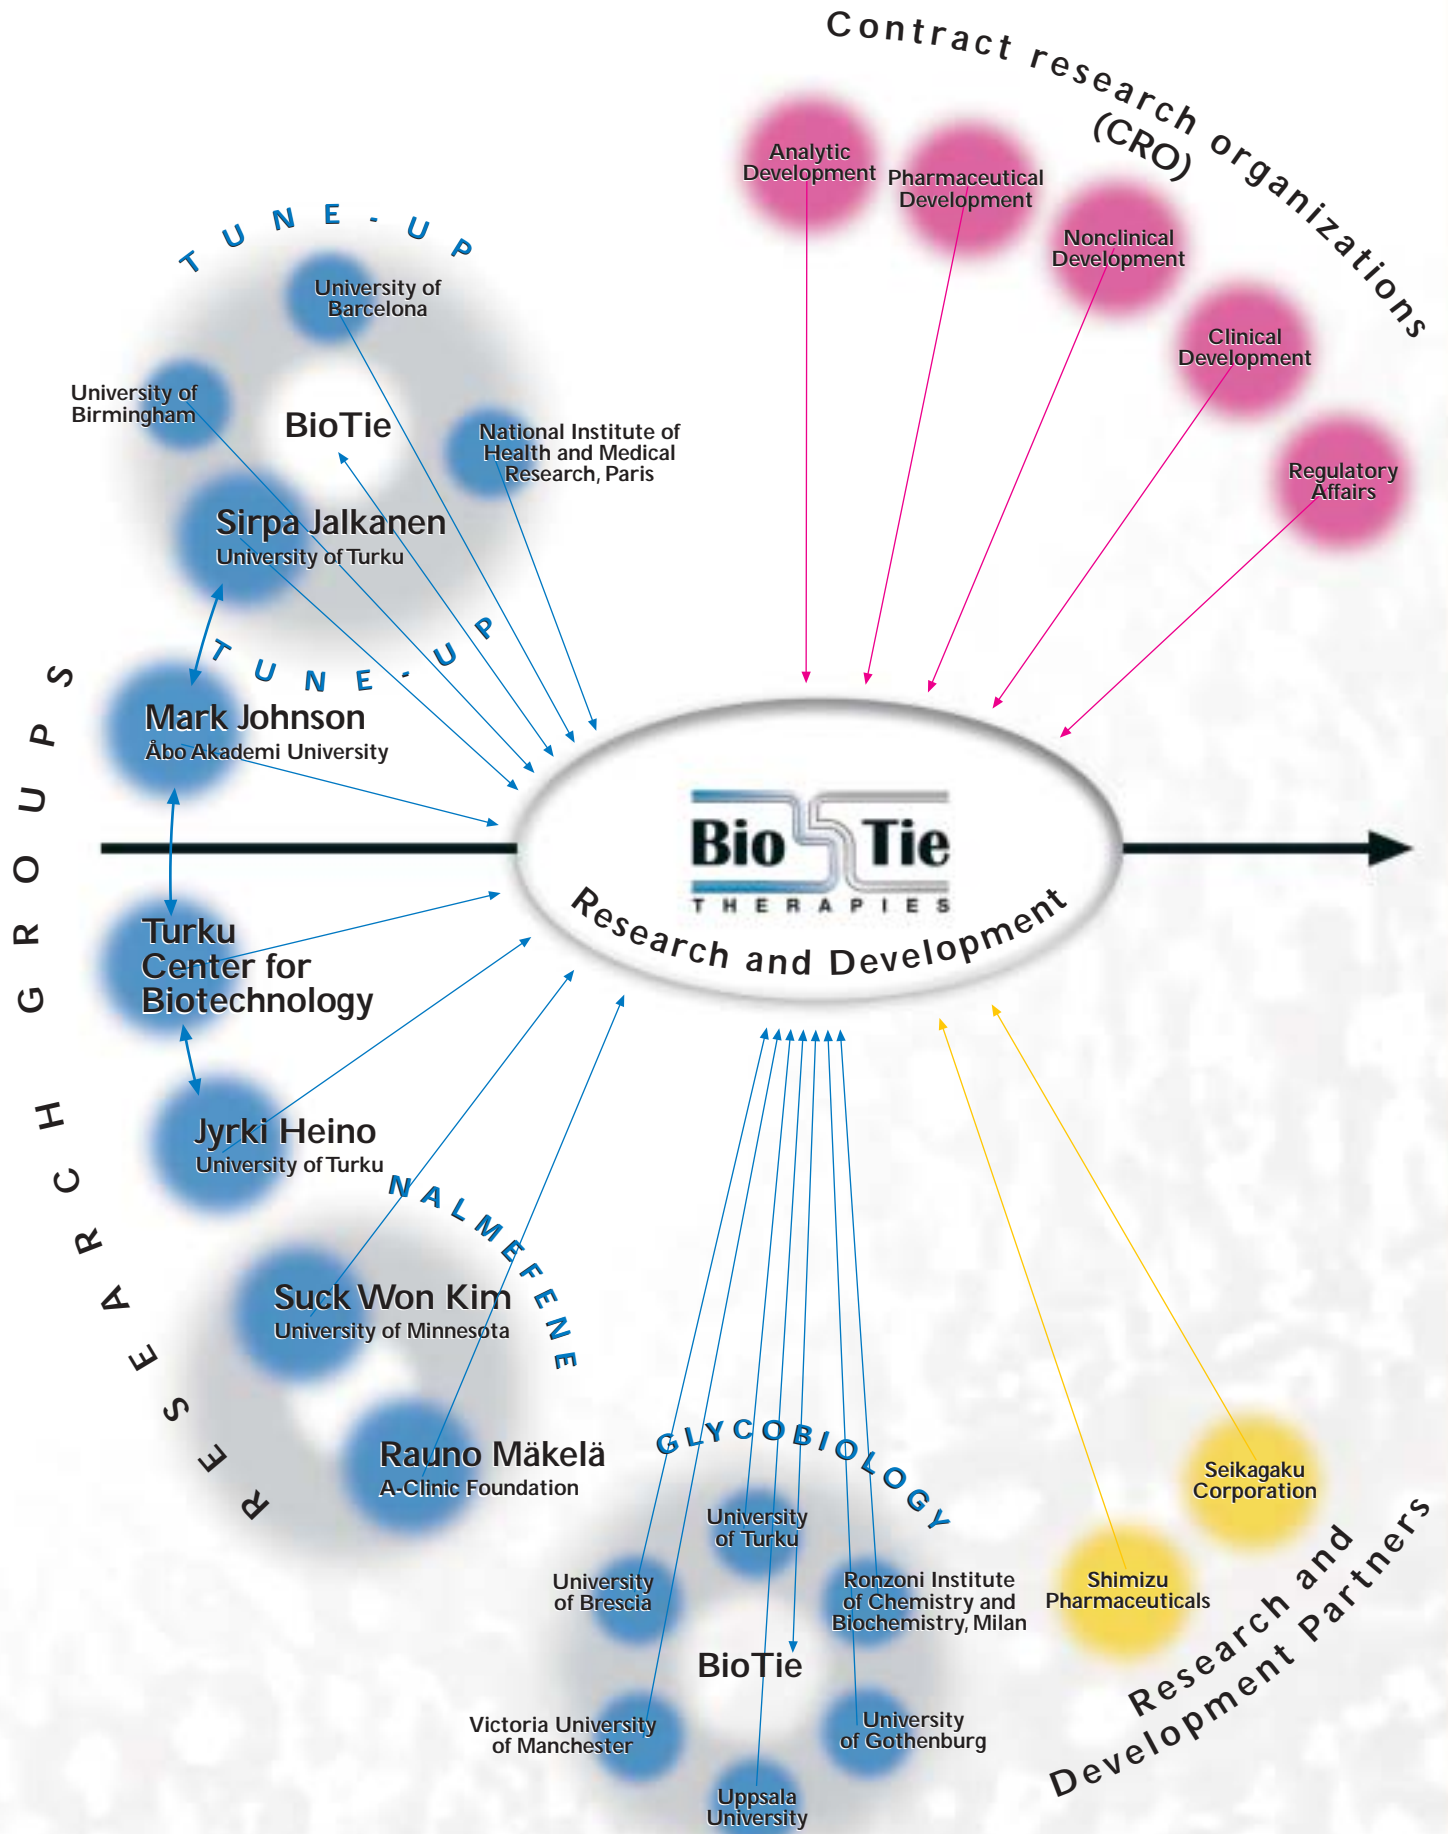 Contract research organizations
(CRO)
Analytic
Development
Pharmaceutical
Development
Nonclinical
Development
Clinical
Development
Regulatory
Affairs
TUNE-UP
University of
Barcelona
University of
Birmingham
BioTie
National Institute of
Health and Medical
Research, Paris
Sirpa Jalkanen
University of Turku
TUNE-UP
RESEARCH GROUPS
Mark Johnson
Åbo Akademi University
Bio Tie
THERAPIES
Research and Development
Turku
Center for
Biotechnology
Jyrki Heino
University of Turku
NALMEFENE
Suck Won Kim
University of Minnesota
Rauno Mäkelä
A-Clinic Foundation
GLYCOBIOLOGY
University
of Turku
University
of Brescia
Ronzoni Institute
of Chemistry and
Biochemistry, Milan
BioTie
Victoria University
of Manchester
University
of Gothenburg
Uppsala
University
Seikagaku
Corporation
Shimizu
Pharmaceuticals
Research and
Development Partners